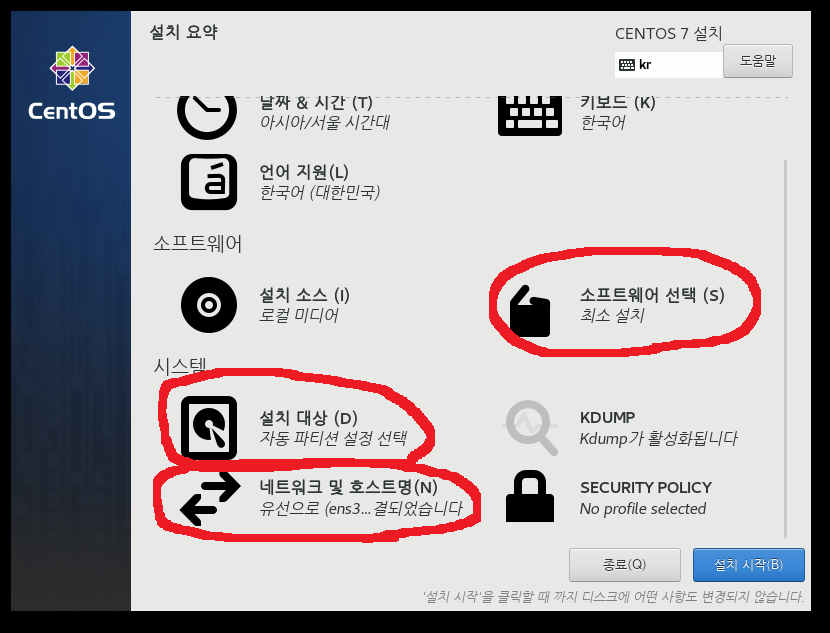 설치 요약
CENTOS 7 설치
kr
도움말
CentOS
날짜 & 시간 (T)
아시아/서울 시간대
키보드 (K)
한국어
á
언어 지원(L)
한국어 (대한민국)
소프트웨어
설치 소스 (I)
로컬 미디어
소프트웨어 선택 (S)
최소 설치
시스템
설치 대상 (D)
자동 파티션 설정 선택
KDUMP
Kdump가 활성화됩니다
네트워크 및 호스트명(N)
유선으로 (ens3...결되었습니다
SECURITY POLICY
No profile selected
종료(Q)
설치 시작(B)
'설치 시작'을 클릭할 때 까지 디스크에 어떤 사항도 변경되지 않습니다.